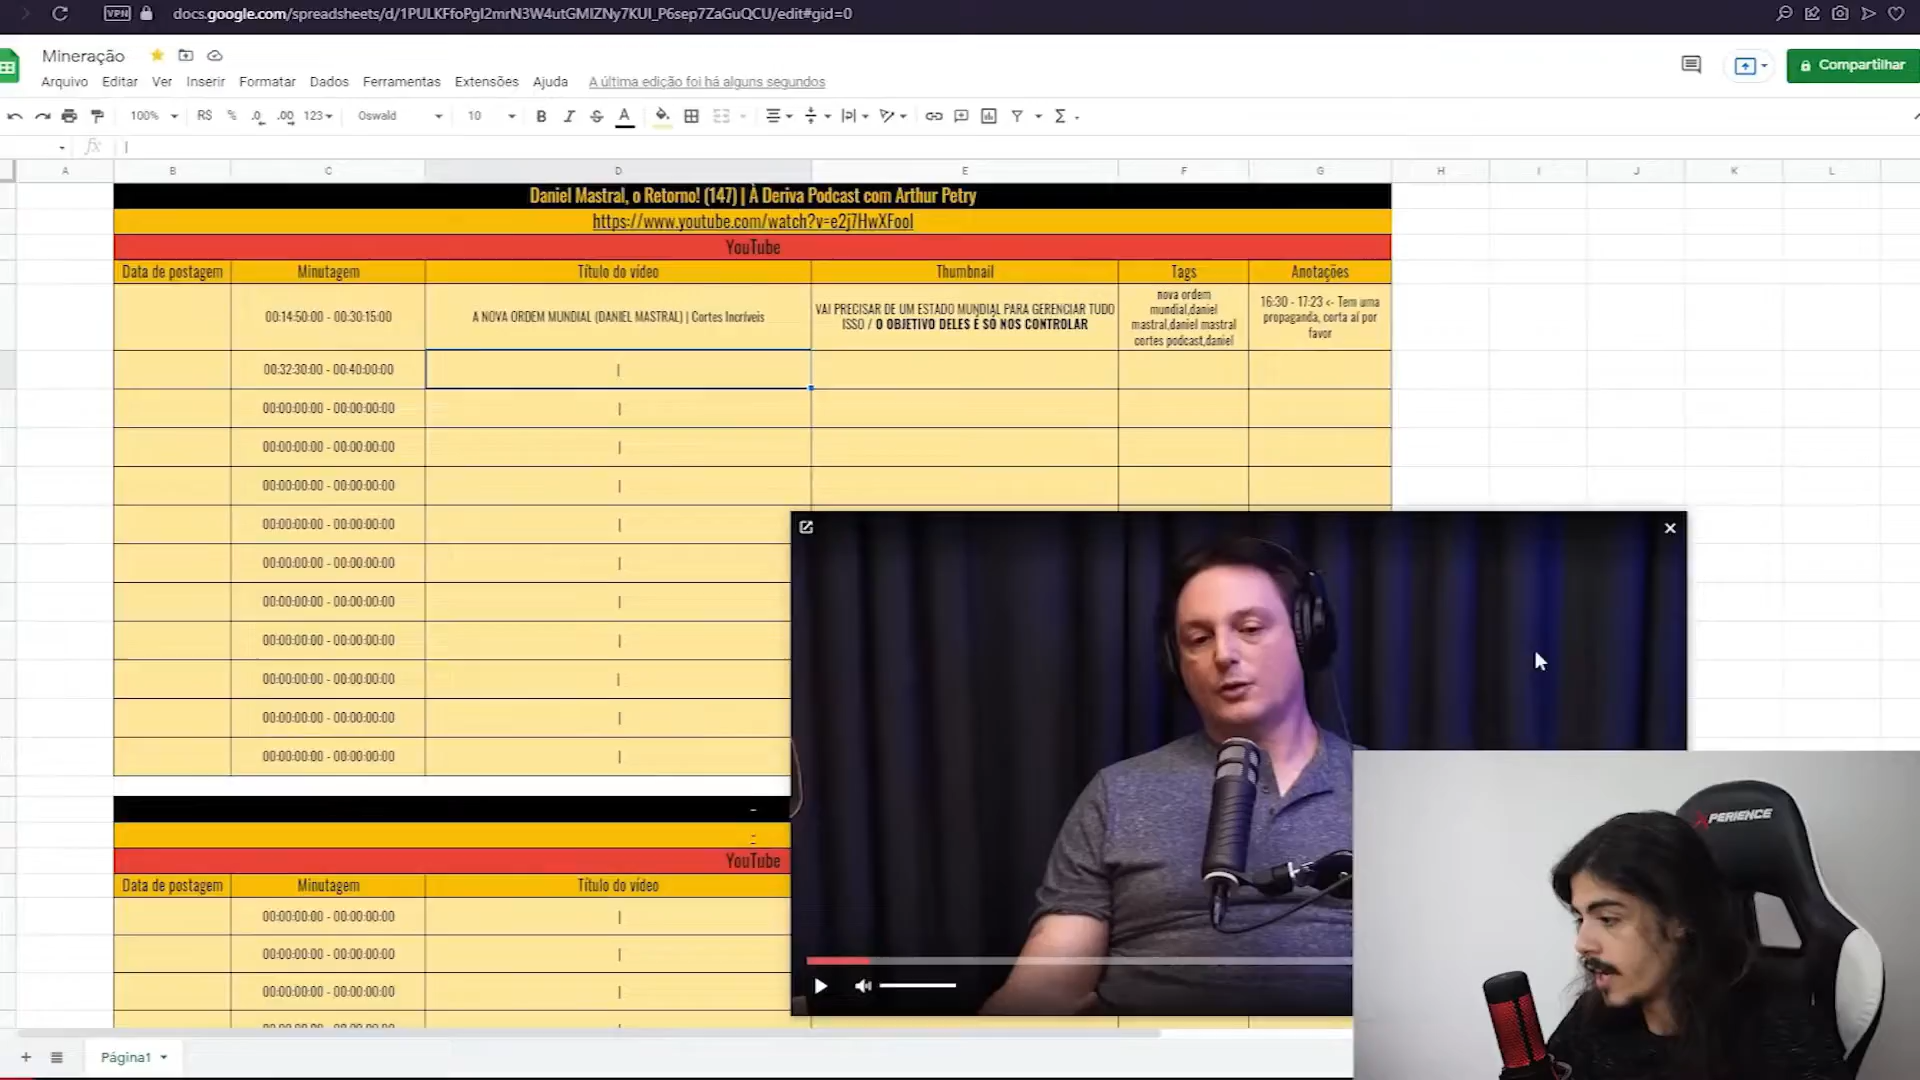 VPN docs.google.com/spreadsheets/d/1PULKFfoPgI2mrN3W4utGMIZNy7KUI_P6sep7ZaGuQCU/edit#gid=0
Mineração
Arquivo Editar Ver Inserir Formatar Dados Ferramentas Extensões Ajuda A última edição foi há alguns segundos
Compartilhar
100% R$ % .0 .00 123 Oswald 10 B I S A
fx |
A B C D E F G H I J K L
Daniel Mastral, o Retorno! (147) | À Deriva Podcast com Arthur Petry
https://www.youtube.com/watch?v=e2j7HwXFooI
YouTube
Data de postagem Minutagem Título do vídeo Thumbnail Tags Anotações
00:14:50:00 - 00:30:15:00
A NOVA ORDEM MUNDIAL (DANIEL MASTRAL) | Cortes Incríveis
VAI PRECISAR DE UM ESTADO MUNDIAL PARA GERENCIAR TUDO
ISSO / O OBJETIVO DELES É SÓ NOS CONTROLAR
nova ordem
mundial,daniel
mastral,daniel mastral
cortes podcast,daniel
16:30 - 17:23 <- Tem uma
propaganda, corta aí por
favor
00:32:30:00 - 00:40:00:00 |
00:00:00:00 - 00:00:00:00 |
00:00:00:00 - 00:00:00:00 |
00:00:00:00 - 00:00:00:00 |
00:00:00:00 - 00:00:00:00 |
00:00:00:00 - 00:00:00:00 |
00:00:00:00 - 00:00:00:00 |
00:00:00:00 - 00:00:00:00 |
00:00:00:00 - 00:00:00:00 |
00:00:00:00 - 00:00:00:00 |
00:00:00:00 - 00:00:00:00 |
-
-
YouTube
Data de postagem Minutagem Título do vídeo
00:00:00:00 - 00:00:00:00 |
00:00:00:00 - 00:00:00:00 |
00:00:00:00 - 00:00:00:00 |
XPERIENCE
Página1